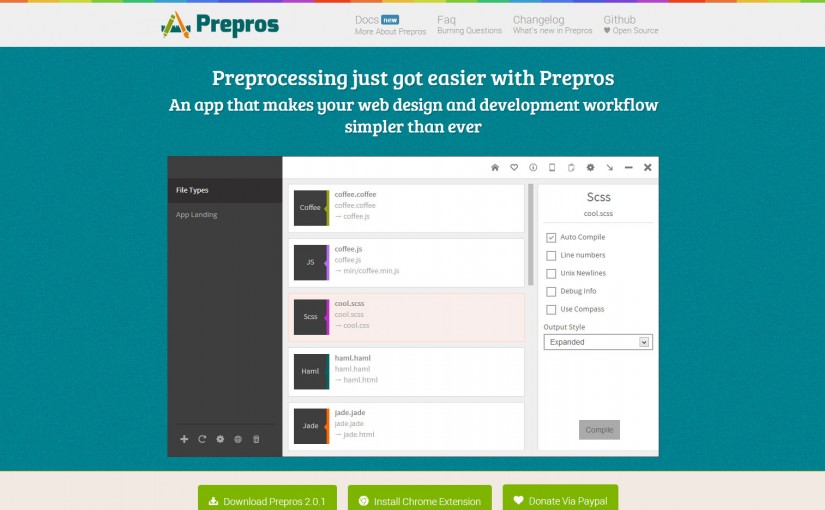 Prepros
Docs new
More About Prepros
Faq
Burning Questions
Changelog
What's new in Prepros
Github
Open Source
Preprocessing just got easier with Prepros
An app that makes your web design and development workflow
simpler than ever
File Types
App Landing
Coffee
coffee.coffee
coffee.coffee
→ coffee.js
JS
coffee.js
coffee.js
→ min/coffee.min.js
Scss
cool.scss
cool.scss
→ cool.css
Haml
haml.haml
haml.haml
→ haml.html
Jade
jade.jade
jade.jade
→ jade.html
Scss
cool.scss
Auto Compile
Line numbers
Unix Newlines
Debug Info
Use Compass
Output Style
Expanded
Compile
Download Prepros 2.0.1
Install Chrome Extension
Donate Via Paypal